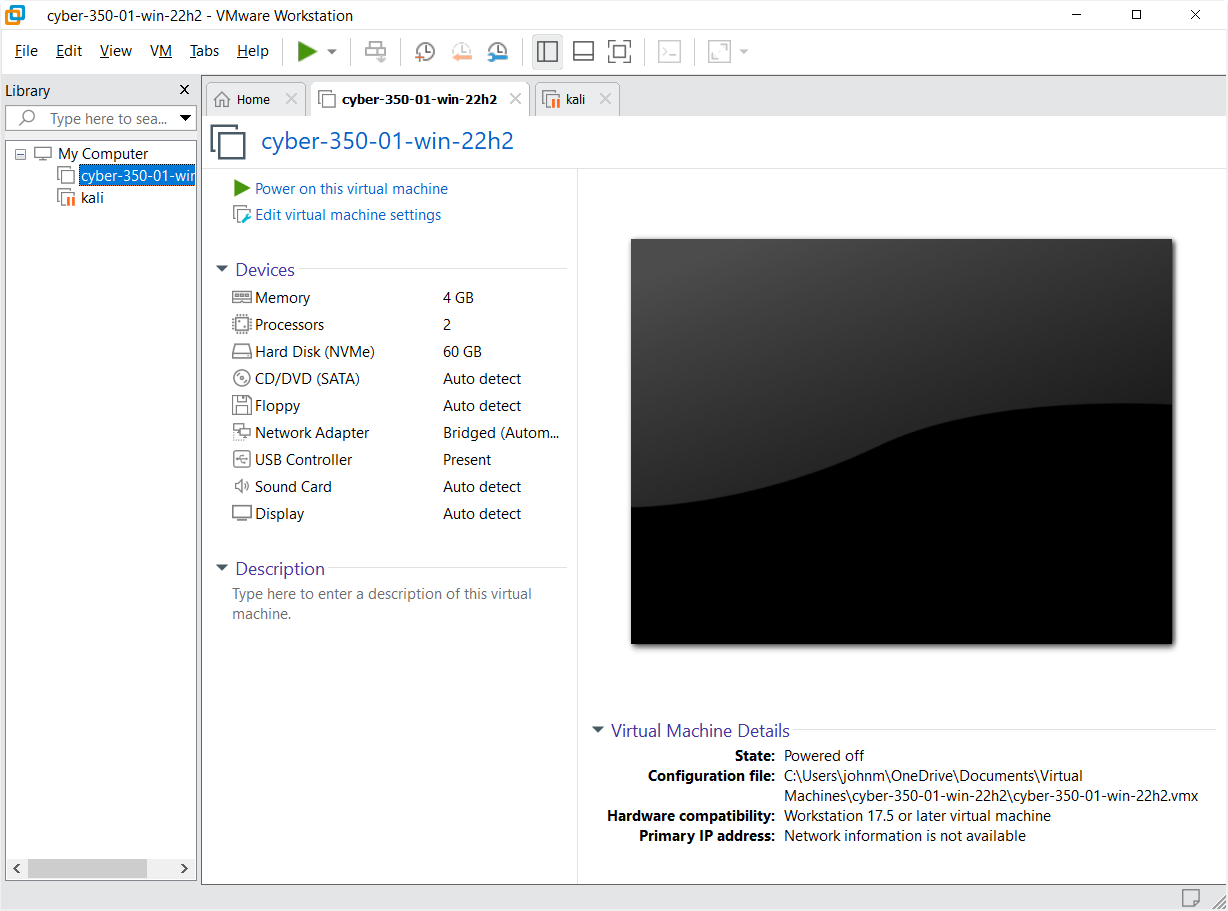 cyber-350-01-win-22h2 - VMware Workstation
File Edit View VM Tabs Help
Library
Type here to sea...
My Computer
cyber-350-01-wir
kali
Home
cyber-350-01-win-22h2
kali
cyber-350-01-win-22h2
Power on this virtual machine
Edit virtual machine settings
Devices
Memory 4 GB
Processors 2
Hard Disk (NVMe) 60 GB
CD/DVD (SATA) Auto detect
Floppy Auto detect
Network Adapter Bridged (Autom...
USB Controller Present
Sound Card Auto detect
Display Auto detect
Description
Type here to enter a description of this virtual
machine.
Virtual Machine Details
State: Powered off
Configuration file: C:\Users\johnm\OneDrive\Documents\Virtual
Machines\cyber-350-01-win-22h2\cyber-350-01-win-22h2.vmx
Hardware compatibility: Workstation 17.5 or later virtual machine
Primary IP address: Network information is not available